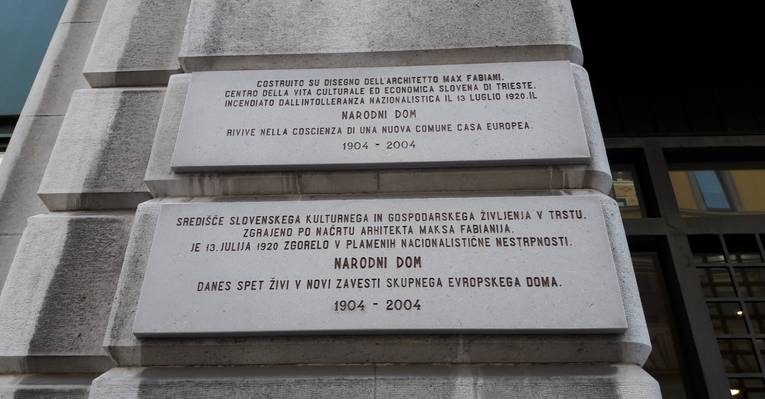 COSTRUITO SU DISEGNO DELL'ARCHITETTO MAX FABIANI,
CENTRO DELLA VITA CULTURALE ED ECONOMICA SLOVENA DI TRIESTE.
INCENDIATO DALL'INTOLLERANZA NAZIONALISTICA IL 13 LUGLIO 1920. IL
NARODNI DOM
RIVIVE NELLA COSCIENZA DI UNA NUOVA COMUNE CASA EUROPEA.
1904 - 2004
SREDIŠČE SLOVENSKEGA KULTURNEGA IN GOSPODARSKEGA ŽIVLJENJA V TRSTU.
ZGRAJENO PO NAČRTU ARHITEKTA MAKSA FABIANIJA.
JE 13. JULIJA 1920 ZGORELO V PLAMENIH NACIONALISTIČNE NESTRPNOSTI.
NARODNI DOM
DANES SPET ŽIVI V NOVI ZAVESTI SKUPNEGA EVROPSKEGA DOMA.
1904 - 2004